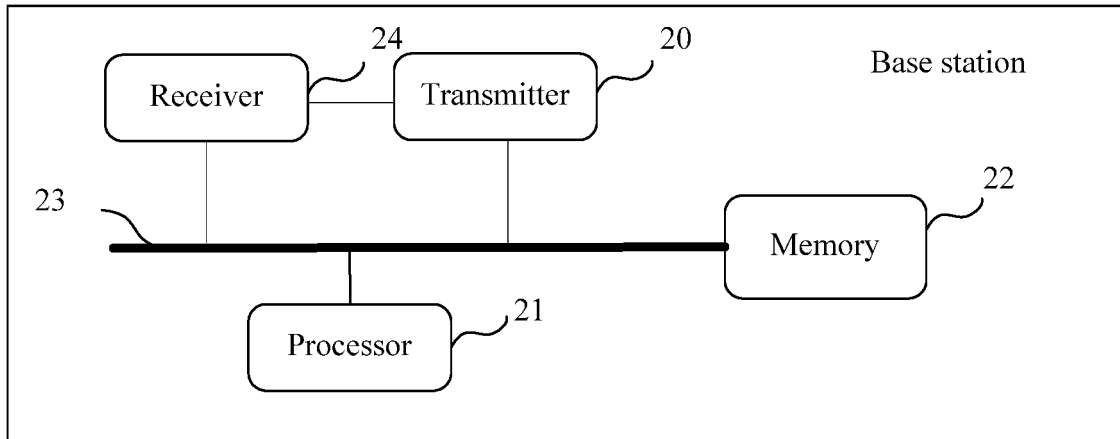 24
20
Receiver
Transmitter
Base station
23
22
Memory
21
Processor